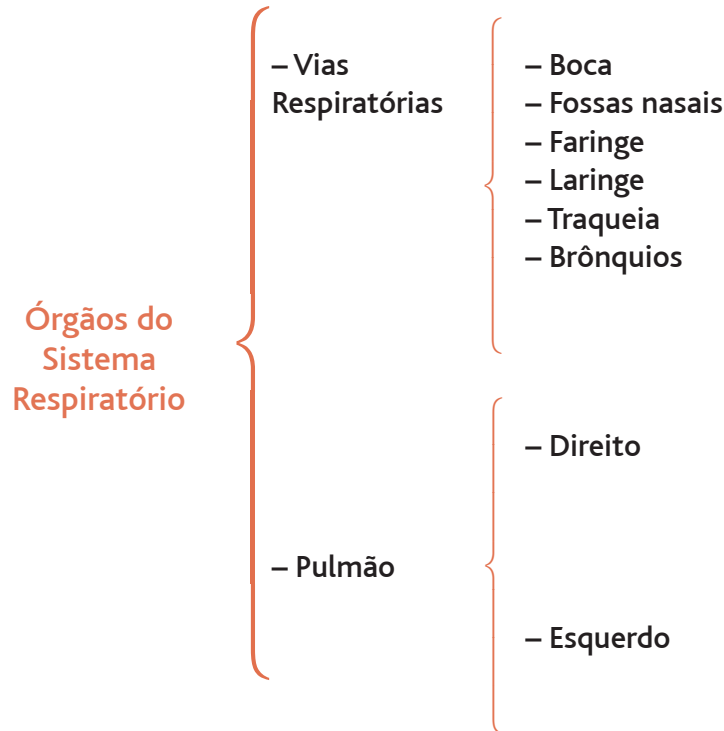 Órgãos do
Sistema
Respiratório
– Vias
Respiratórias
– Boca
– Fossas nasais
– Faringe
– Laringe
– Traqueia
– Brônquios
– Pulmão
– Direito
– Esquerdo